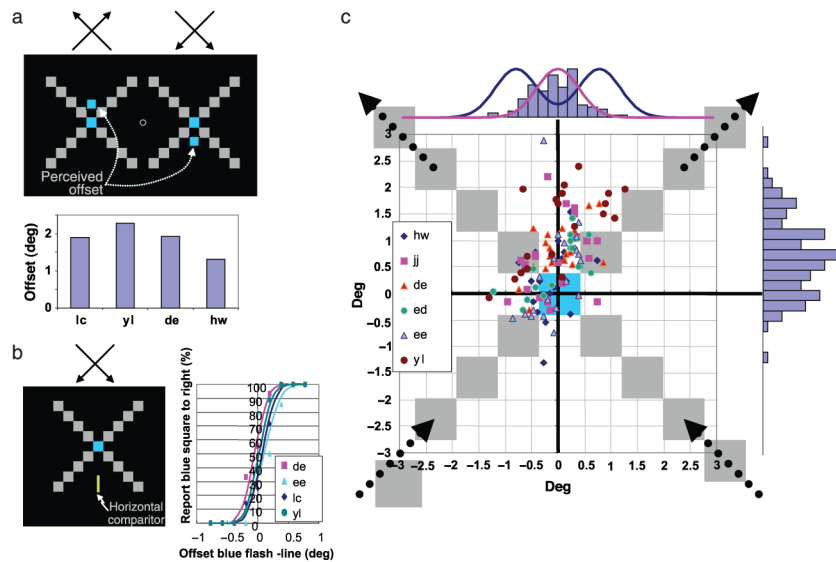 a
Perceived
offset
Offset (deg)
2
1
0
lc yl de hw
b
Horizontal
comparitor
Report blue square to right (%)
100
90
80
70
60
50
40
30
20
10
0
de
ee
lc
yl
−1 −0.5 0 0.5 1
Offset blue flash -line (deg)
c
3
2.5
2
1.5
1
0.5
0
−0.5
−1
−1.5
−2
−2.5
−3
Deg
hw
jj
de
ed
ee
yl
−3 −2.5 −2 −1.5 −1 −0.5 0 0.5 1 1.5 2 2.5 3
Deg